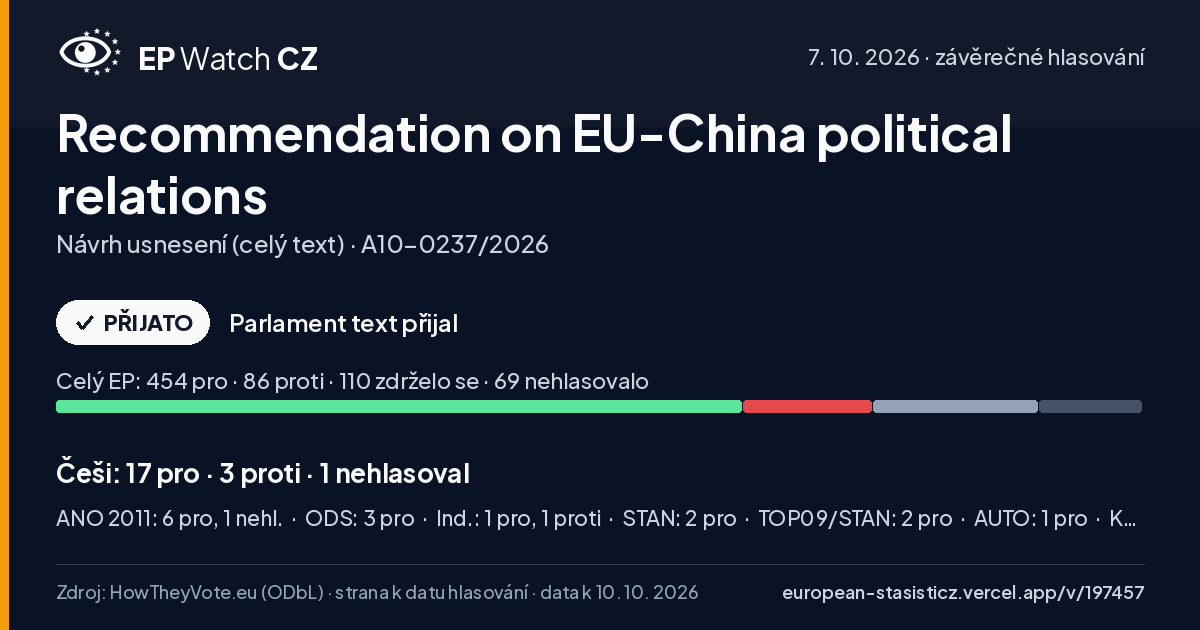 EP Watch CZ
7. 10. 2026 · závěrečné hlasování
Recommendation on EU-China political
relations
Návrh usnesení (celý text) · A10-0237/2026
✓ PŘIJATO
Parlament text přijal
Celý EP: 454 pro · 86 proti · 110 zdrželo se · 69 nehlasovalo
Češi: 17 pro · 3 proti · 1 nehlasoval
ANO 2011: 6 pro, 1 nehl. · ODS: 3 pro · Ind.: 1 pro, 1 proti · STAN: 2 pro · TOP09/STAN: 2 pro · AUTO: 1 pro · K…
Zdroj: HowTheyVote.eu (ODbL) · strana k datu hlasování · data k 10. 10. 2026
european-stasisticz.vercel.app/v/197457